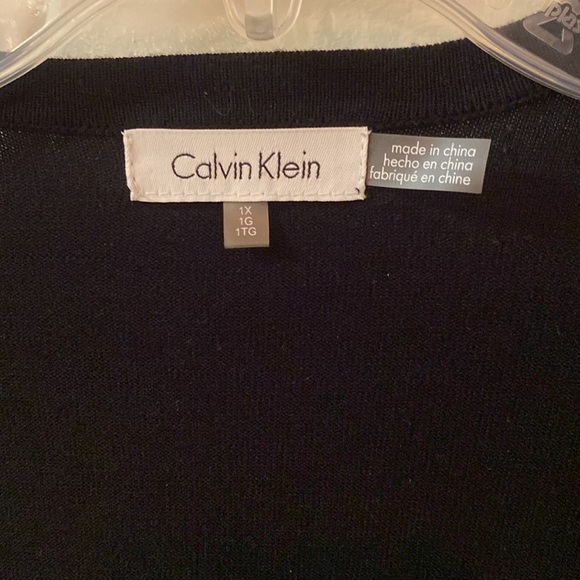 Calvin Klein
made in china
hecho en china
fabriqué en chine
1X
1G
1TG